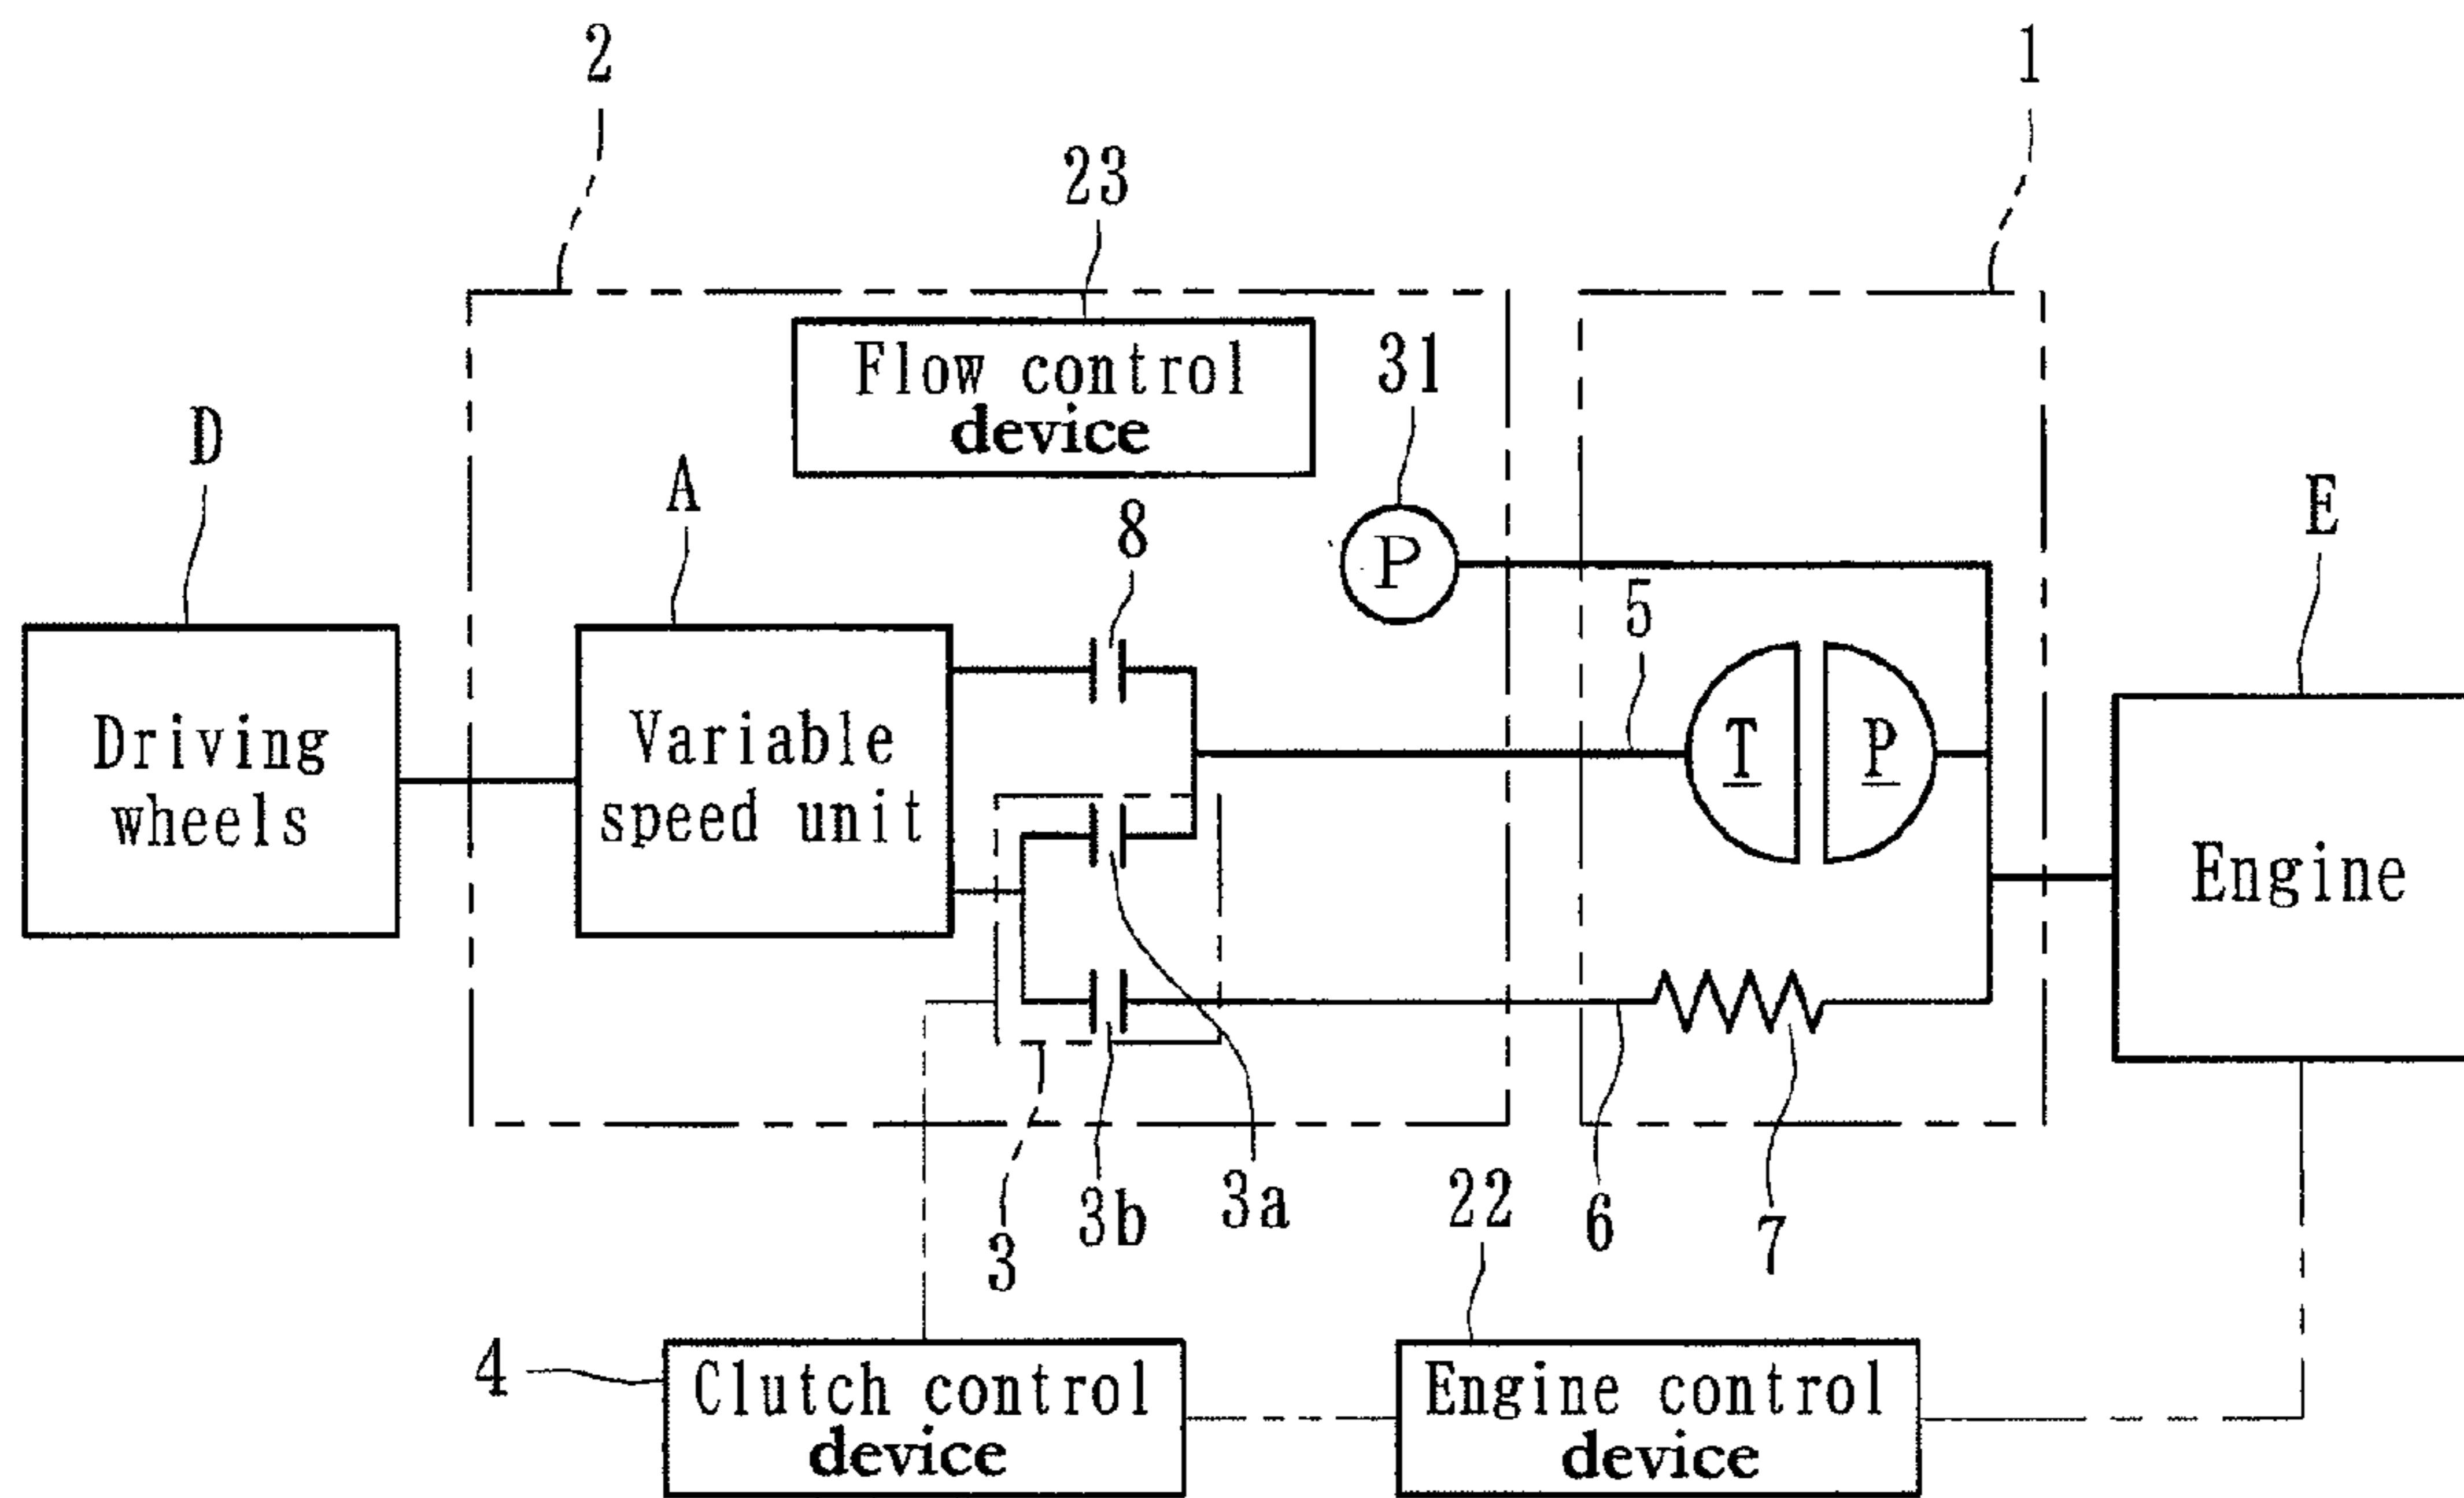 2
1
23
Flow control
device
31
D
A
8
E
5
P
Driving
wheels
Variable
speed unit
T
P
Engine
3
3b
3a
22
6
7
4
Clutch control
device
Engine control
device